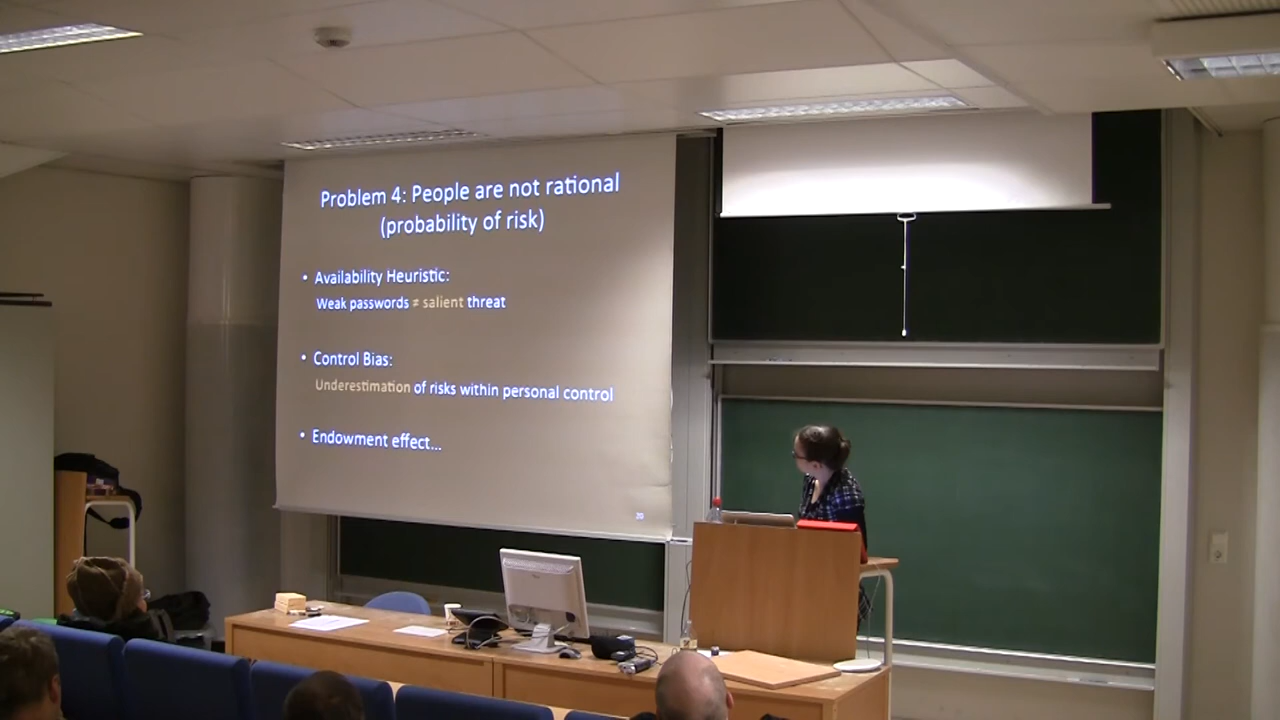 Problem 4: People are not rational
(probability of risk)
• Availability Heuristic:
Weak passwords ≠ salient threat
• Control Bias:
Underestimation of risks within personal control
• Endowment effect...
20